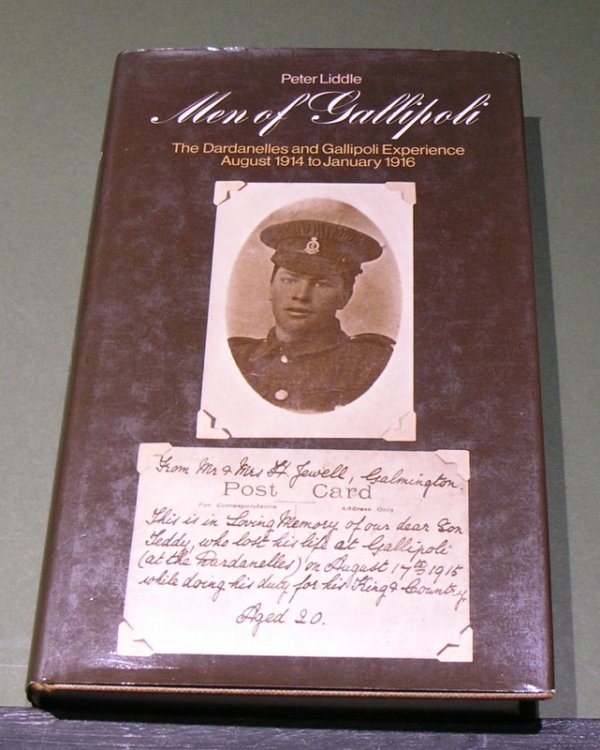 Peter Liddle
Men of Gallipoli
The Dardanelles and Gallipoli Experience
August 1914 to January 1916
From Mr & Mrs H Jewell, Galmington
Post Card
For Correspondence Address Only
This is in Loving Memory of our dear Son
Teddy, who lost his life at Gallipoli
(at the Dardanelles) on August 17th 1915
while doing his duty for his King & Country
Aged 20.